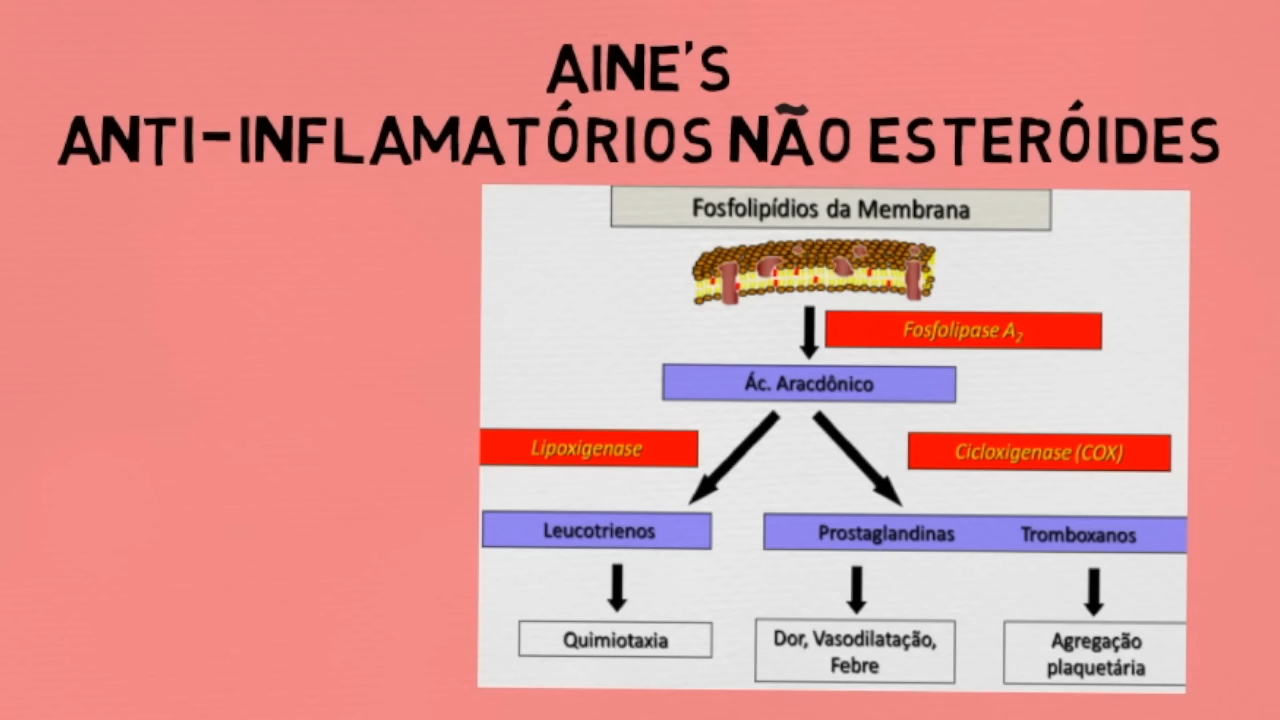 AINE'S
ANTI-INFLAMATÓRIOS NÃO ESTERÓIDES
Fosfolipídios da Membrana
Fosfolipase A₂
Ác. Aracdônico
Lipoxigenase
Cicloxigenase (COX)
Leucotrienos
Prostaglandinas
Tromboxanos
Quimiotaxia
Dor, Vasodilatação,
Febre
Agregação
plaquetária